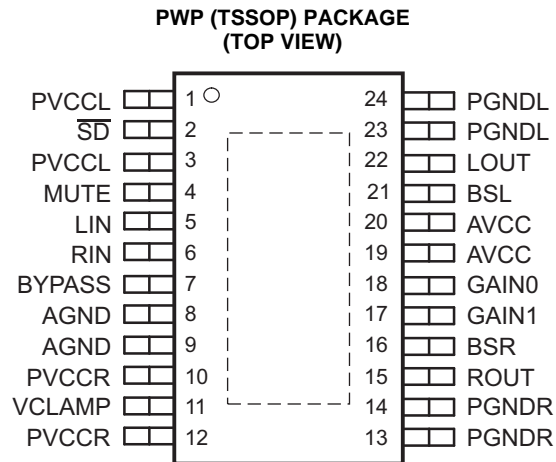 PWP (TSSOP) PACKAGE
(TOP VIEW)
PVCCL 1 24 PGNDL
SD 2 23 PGNDL
PVCCL 3 22 LOUT
MUTE 4 21 BSL
LIN 5 20 AVCC
RIN 6 19 AVCC
BYPASS 7 18 GAIN0
AGND 8 17 GAIN1
AGND 9 16 BSR
PVCCR 10 15 ROUT
VCLAMP 11 14 PGNDR
PVCCR 12 13 PGNDR